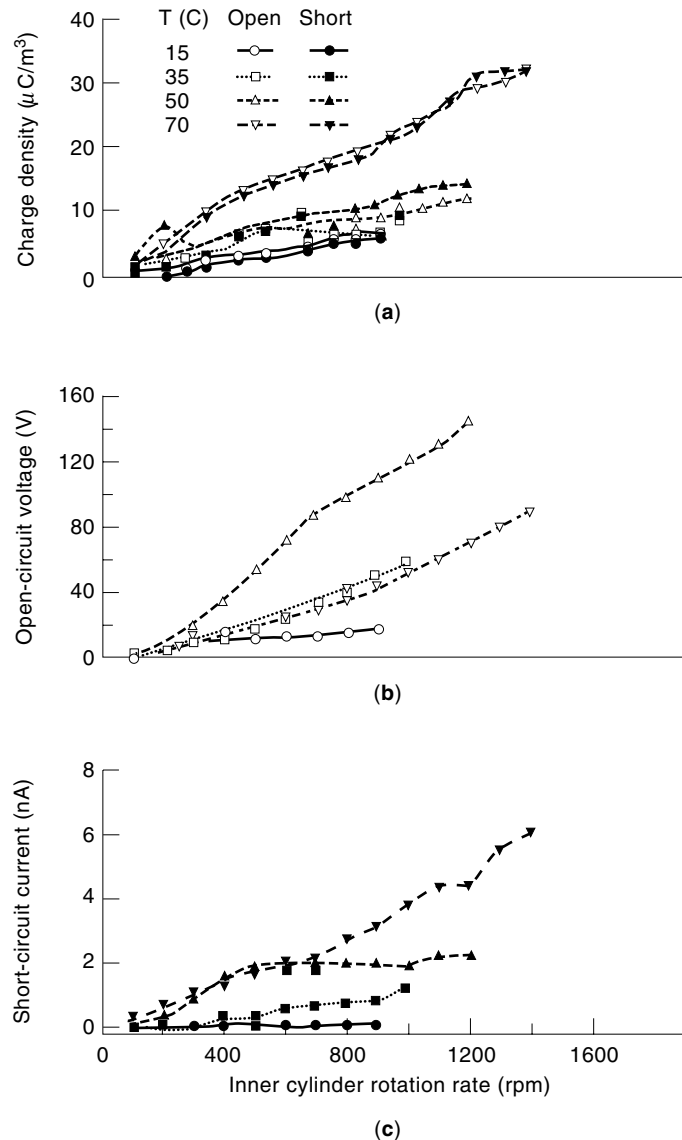 T (C) Open Short
15
35
50
70
40
30
20
10
0
Charge density (μ C/m³)
(a)
160
120
80
40
0
Open-circuit voltage (V)
(b)
8
6
4
2
0
Short-circuit current (nA)
0 400 800 1200 1600
Inner cylinder rotation rate (rpm)
(c)